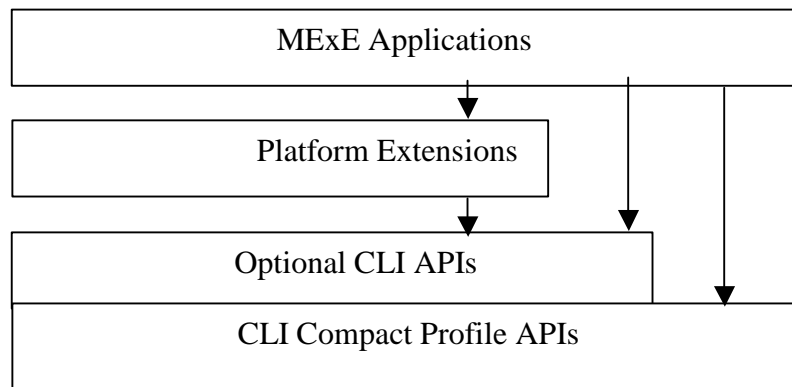 MExE Applications
Platform Extensions
Optional CLI APIs
CLI Compact Profile APIs